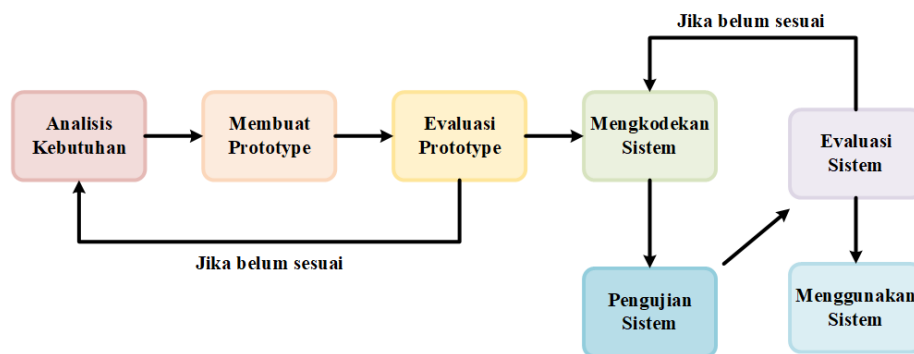 Jika belum sesuai
Analisis
Kebutuhan
Membuat
Prototype
Evaluasi
Prototype
Mengkodekan
Sistem
Evaluasi
Sistem
Jika belum sesuai
Pengujian
Sistem
Menggunakan
Sistem